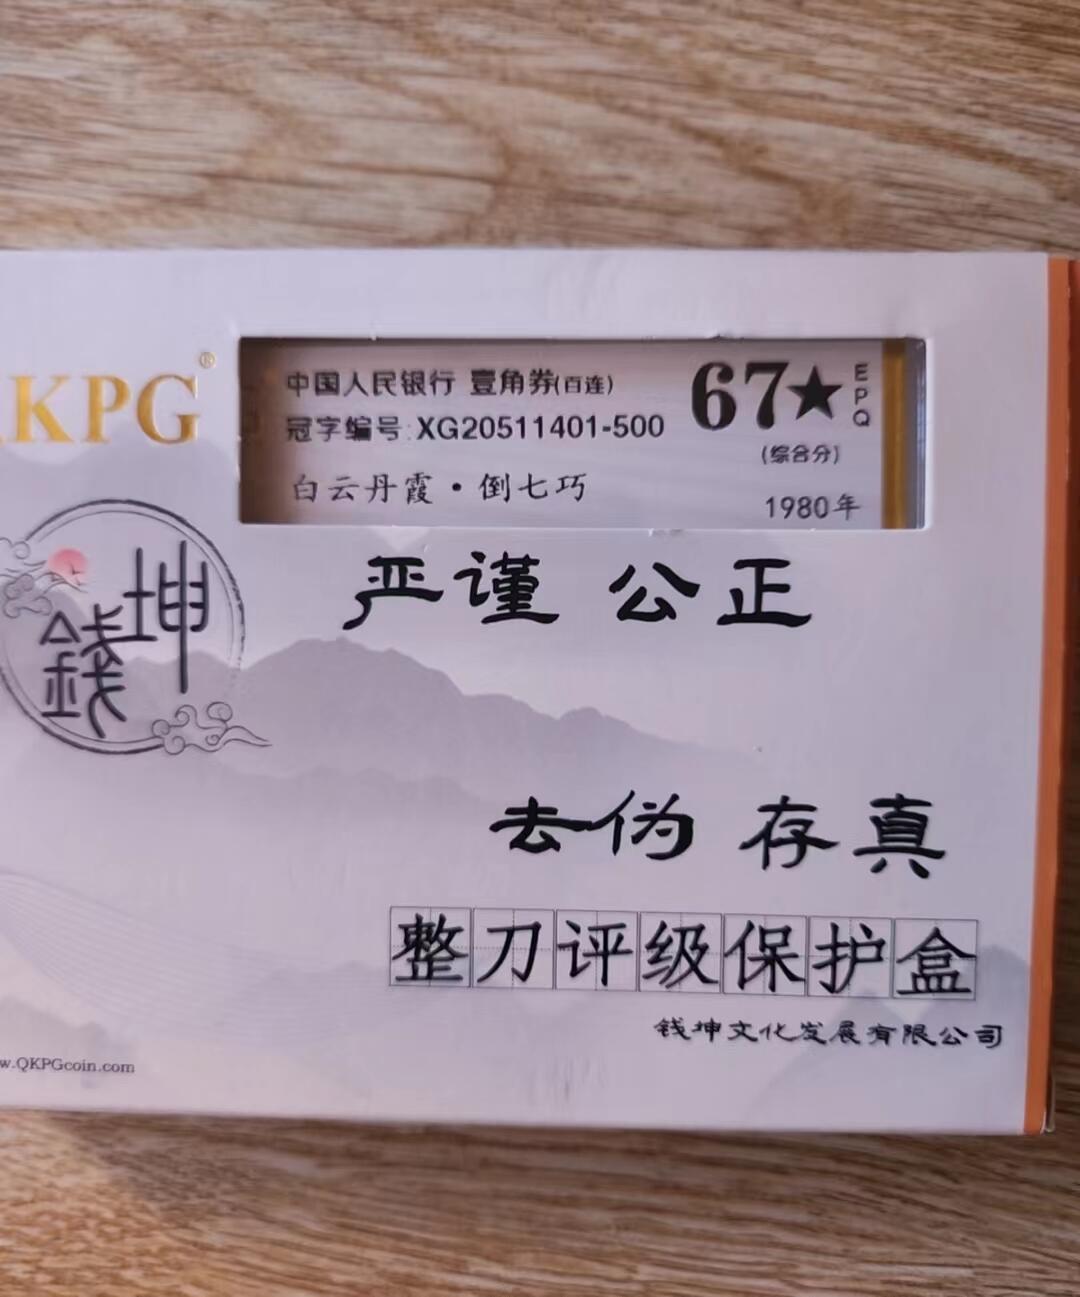 KPG®
中国人民银行 壹角券(百连)
冠字编号:XG20511401-500
白云丹霞·倒七巧
67★
EPQ
(综合分)
1980年
坤
錢
严谨 公正
去伪 存真
整刀评级保护盒
钱坤文化发展有限公司
w.QKPGcoin.com